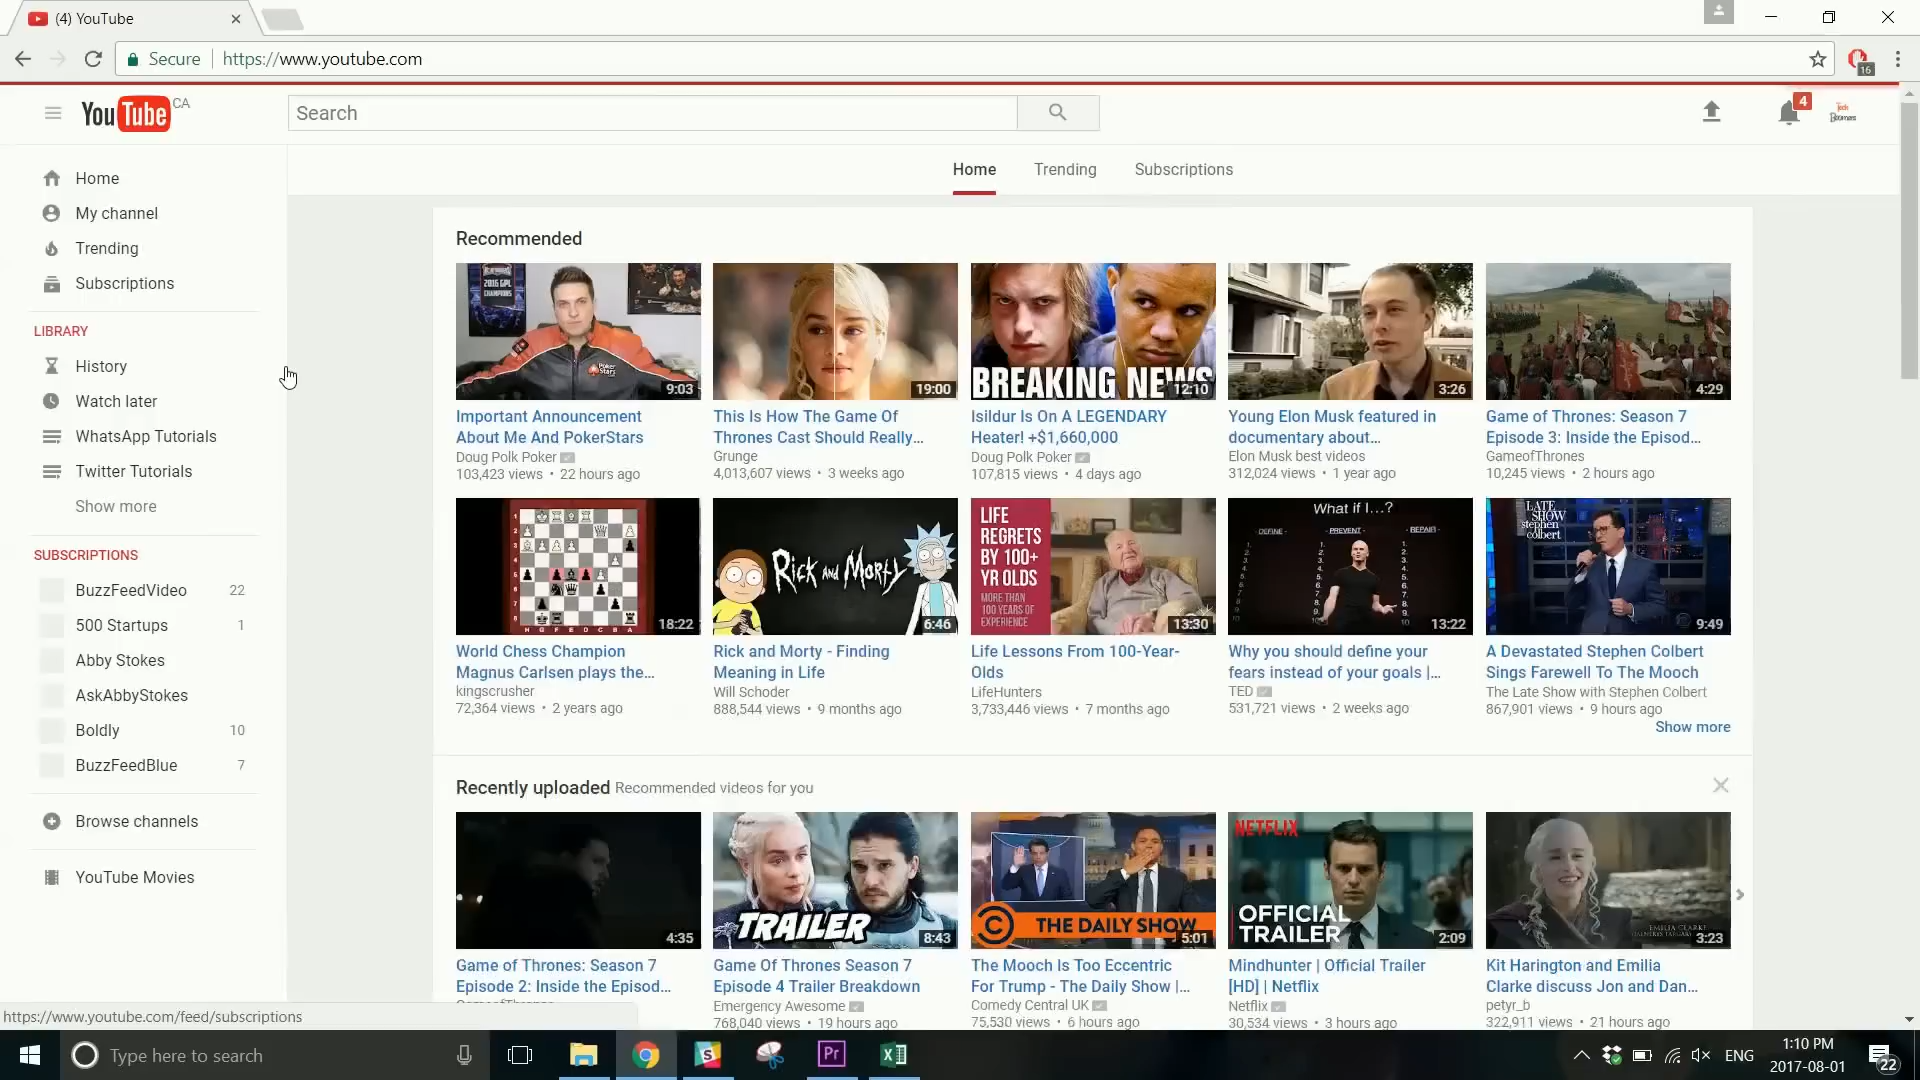 (4) YouTube
Secure
https://www.youtube.com
16
YouTube CA
Search
4
Tech
Boomers
Home
My channel
Trending
Subscriptions
LIBRARY
History
Watch later
WhatsApp Tutorials
Twitter Tutorials
Show more
SUBSCRIPTIONS
BuzzFeedVideo 22
500 Startups 1
Abby Stokes
AskAbbyStokes
Boldly 10
BuzzFeedBlue 7
Browse channels
YouTube Movies
https://www.youtube.com/feed/subscriptions
Home Trending Subscriptions
Recommended
2016 GPL
CHAMPIONS
PokerStars
9:03
Important Announcement
About Me And PokerStars
Doug Polk Poker
103,423 views • 22 hours ago
19:00
This Is How The Game Of
Thrones Cast Should Really...
Grunge
4,013,607 views • 3 weeks ago
BREAKING NEWS
12:10
Isildur Is On A LEGENDARY
Heater! +$1,660,000
Doug Polk Poker
107,815 views • 4 days ago
3:26
Young Elon Musk featured in
documentary about...
Elon Musk best videos
312,024 views • 1 year ago
4:29
Game of Thrones: Season 7
Episode 3: Inside the Episod...
GameofThrones
10,245 views • 2 hours ago
18:22
World Chess Champion
Magnus Carlsen plays the...
kingscrusher
72,364 views • 2 years ago
RICK AND MORTY
6:46
Rick and Morty - Finding
Meaning in Life
Will Schoder
888,544 views • 9 months ago
LIFE
REGRETS
BY 100+
YR OLDS
MORE THAN
100 YEARS OF
EXPERIENCE
13:30
Life Lessons From 100-Year-
Olds
LifeHunters
3,733,446 views • 7 months ago
What if I...?
DEFINE PREVENT REPAIR
13:22
Why you should define your
fears instead of your goals |...
TED
531,721 views • 2 weeks ago
LATE
SHOW
stephen
colbert
9:49
A Devastated Stephen Colbert
Sings Farewell To The Mooch
The Late Show with Stephen Colbert
867,901 views • 9 hours ago
Show more
Recently uploaded Recommended videos for you
4:35
Game of Thrones: Season 7
Episode 2: Inside the Episod...
GameofThrones
TRAILER
8:43
Game Of Thrones Season 7
Episode 4 Trailer Breakdown
Emergency Awesome
768,040 views • 19 hours ago
THE DAILY SHOW
5:01
The Mooch Is Too Eccentric
For Trump - The Daily Show |...
Comedy Central UK
75,530 views • 6 hours ago
NETFLIX
OFFICIAL
TRAILER
2:09
Mindhunter | Official Trailer
[HD] | Netflix
Netflix
30,534 views • 3 hours ago
EMILIA CLARKE
3:23
Kit Harington and Emilia
Clarke discuss Jon and Dan...
petyr_b
322,911 views • 21 hours ago
Type here to search
Pr
ENG
1:10 PM
2017-08-01
22